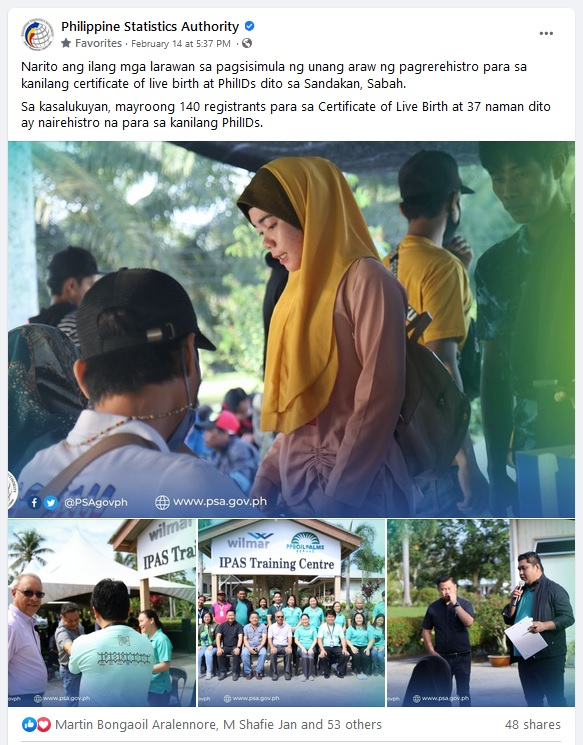 Philippine Statistics Authority
Favorites · February 14 at 5:37 PM ·
Narito ang ilang mga larawan sa pagsisimula ng unang araw ng pagrerehistro para sa
kanilang certificate of live birth at PhilIDs dito sa Sandakan, Sabah.
Sa kasalukuyan, mayroong 140 registrants para sa Certificate of Live Birth at 37 naman dito
ay nairehistro na para sa kanilang PhilIDs.
@PSAgovph www.psa.gov.ph
wilmar
IPAS Trai
www.psa.gov.ph
wilmar PPBOIL PALMS
IPAS Training Centre
www.psa.gov.ph
www.psa.gov.ph
Martin Bongaoil Aralennore, M Shafie Jan and 53 others 48 shares